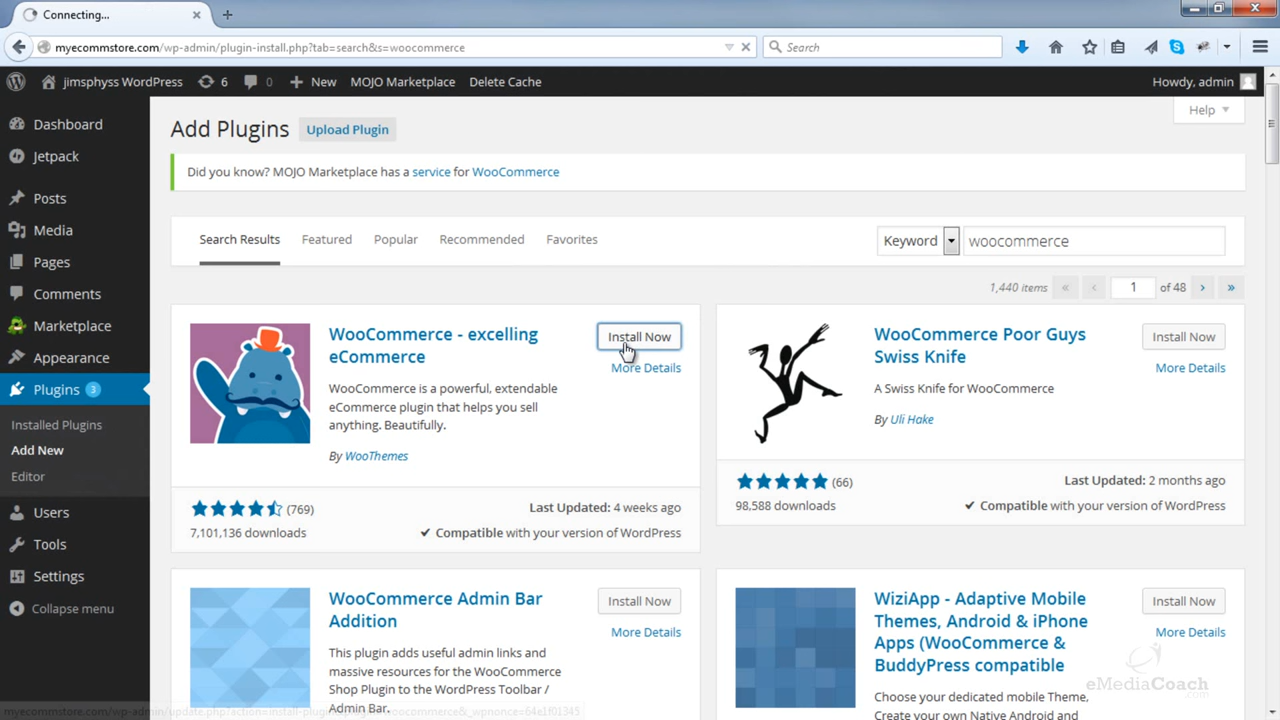 Connecting...
myecommstore.com/wp-admin/plugin-install.php?tab=search&s=woocommerce
Search
jimsphyss WordPress
6
0
New
MOJO Marketplace
Delete Cache
Howdy, admin
Dashboard
Jetpack
Posts
Media
Pages
Comments
Marketplace
Appearance
Plugins 3
Installed Plugins
Add New
Editor
Users
Tools
Settings
Collapse menu
Help
Add Plugins
Upload Plugin
Did you know? MOJO Marketplace has a service for WooCommerce
Search Results
Featured
Popular
Recommended
Favorites
Keyword
woocommerce
1,440 items « ‹ 1 of 48 › »
WooCommerce - excelling
eCommerce
Install Now
More Details
WooCommerce is a powerful, extendable
eCommerce plugin that helps you sell
anything. Beautifully.
By WooThemes
(769)
7,101,136 downloads
Last Updated: 4 weeks ago
✔ Compatible with your version of WordPress
WooCommerce Poor Guys
Swiss Knife
Install Now
More Details
A Swiss Knife for WooCommerce
By Uli Hake
(66)
98,588 downloads
Last Updated: 2 months ago
✔ Compatible with your version of WordPress
WooCommerce Admin Bar
Addition
Install Now
More Details
This plugin adds useful admin links and
massive resources for the WooCommerce
Shop Plugin to the WordPress Toolbar /
Admin Bar.
WiziApp - Adaptive Mobile
Themes, Android & iPhone
Apps (WooCommerce &
BuddyPress compatible
Install Now
More Details
Choose your dedicated mobile Theme,
Create your own Native Android and
eMediaCoach